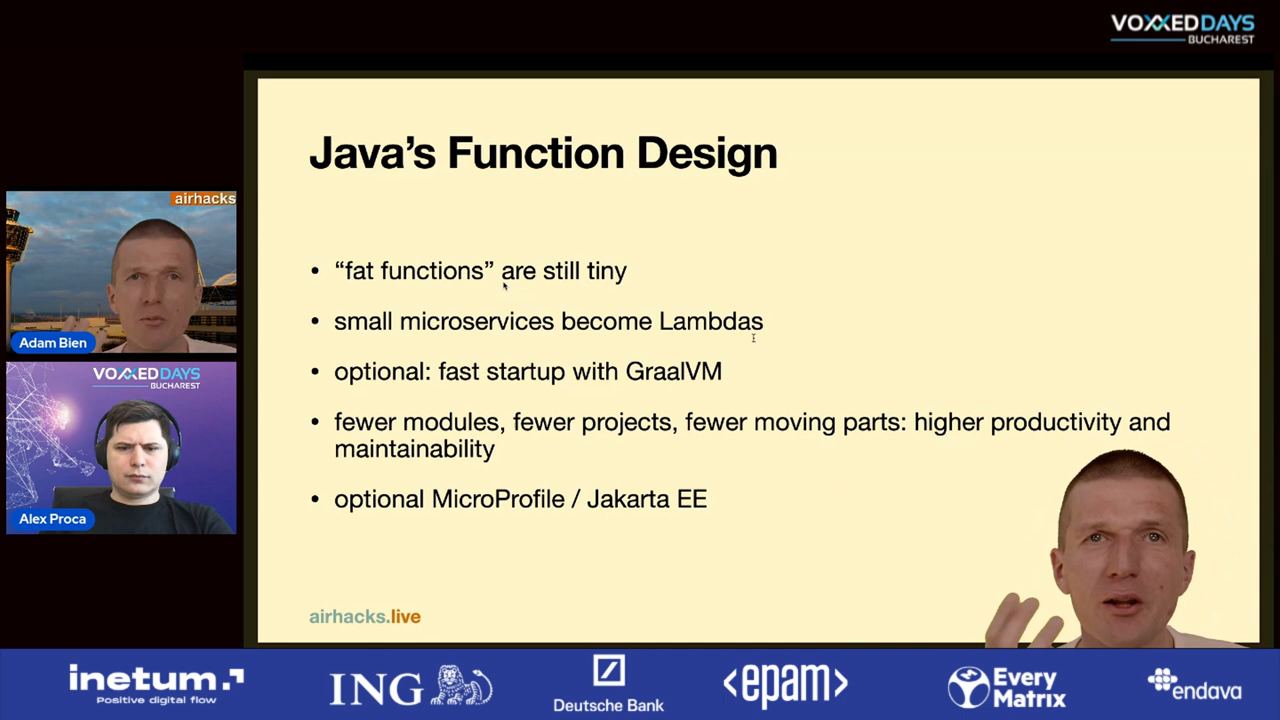 VOXXEDDAYS
BUCHAREST
Java’s Function Design
airhacks
• “fat functions” are still tiny
• small microservices become Lambdas
Adam Bien
• optional: fast startup with GraalVM
VOXXEDDAYS
BUCHAREST
• fewer modules, fewer projects, fewer moving parts: higher productivity and
maintainability
• optional MicroProfile / Jakarta EE
Alex Proca
airhacks.live
inetum.
Positive digital flow
ING
Deutsche Bank
<epam>
Every
Matrix
endava